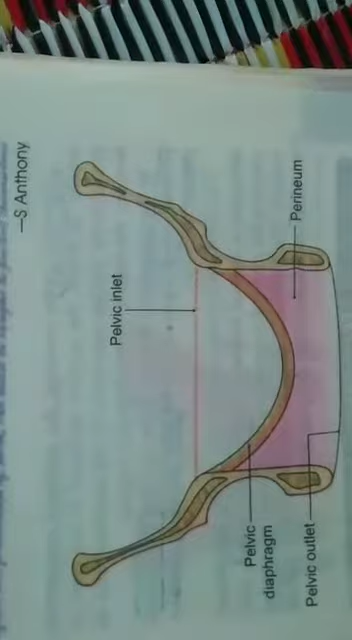 —S Anthony
Pelvic inlet
Perineum
Pelvic
diaphragm
Pelvic outlet